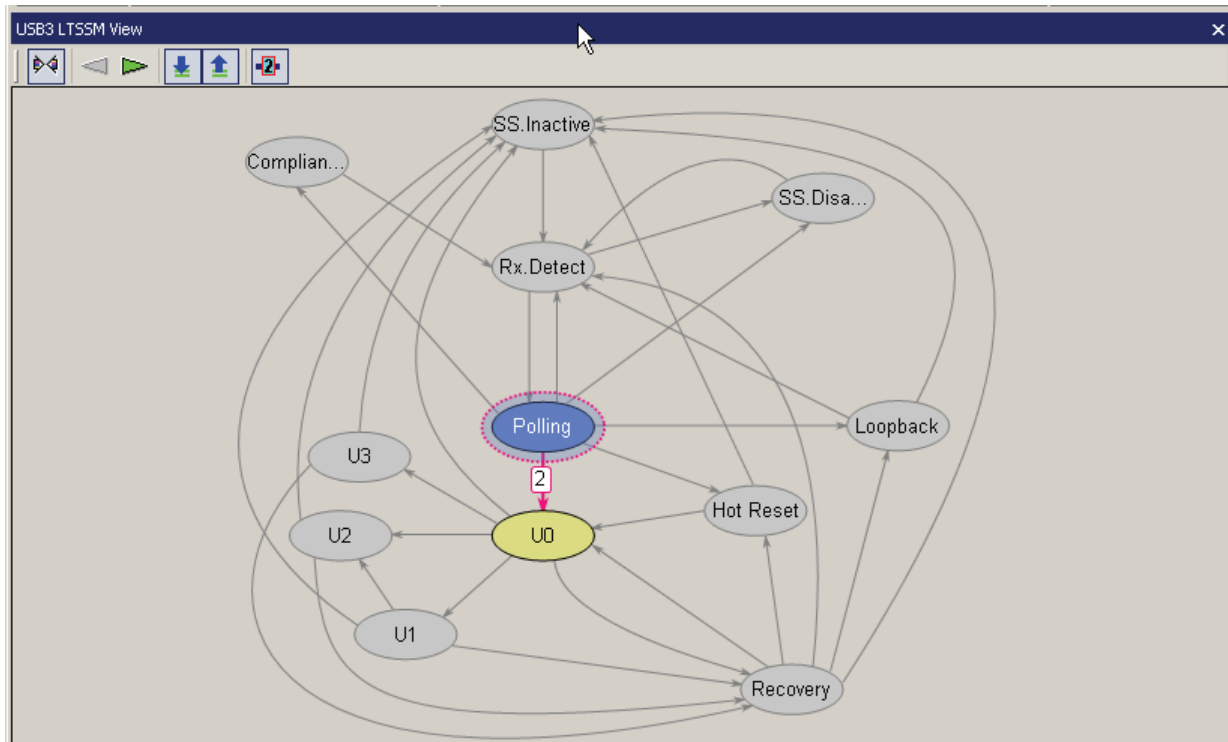 USB3 LTSSM View
2
SS.Inactive
Complian...
SS.Disa...
Rx.Detect
Polling
Loopback
U3
2
Hot Reset
U2
U0
U1
Recovery